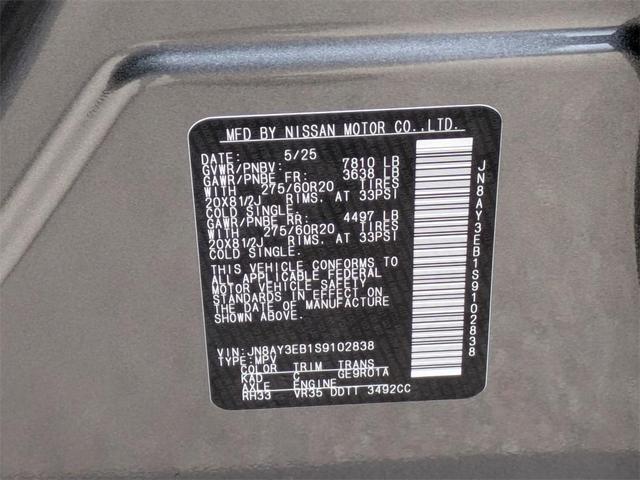 MFD BY NISSAN MOTOR CO.,LTD.
DATE: 5/25
GVWR/PNBV: 7810 LB
GAWR/PNBE FR: 3638 LB
WITH 275/60R20 TIRES
20X81/2J RIMS. AT 33PSI
COLD SINGLE.
GAWR/PNBE RR: 4497 LB
WITH 275/60R20 TIRES
20X81/2J RIMS. AT 33PSI
COLD SINGLE.
THIS VEHICLE CONFORMS TO
ALL APPLICABLE FEDERAL
MOTOR VEHICLE SAFETY
STANDARDS IN EFFECT ON
THE DATE OF MANUFACTURE
SHOWN ABOVE.
VIN: JN8AY3EB1S9102838
TYPE: MPV
COLOR TRIM TRANS
KAD C GE9R01A
AXLE ENGINE
RH33 VR35 DDTT 3492CC
JN8AY3EB1S9102838